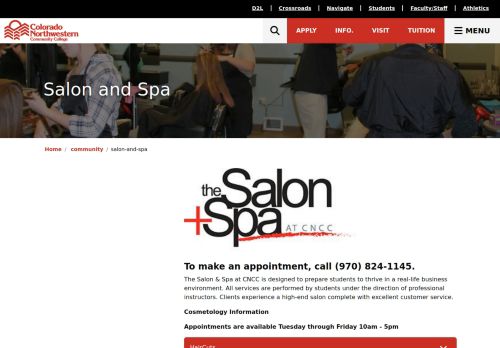 D2L | Crossroads | Navigate | Students | Faculty/Staff | Athletics
Colorado
Northwestern
Community College
APPLY INFO. VISIT TUITION MENU
Salon and Spa
Home / community / salon-and-spa
the Salon
+Spa
AT CNCC
To make an appointment, call (970) 824-1145.
The Salon & Spa at CNCC is designed to prepare students to thrive in a real-life business
environment. All services are performed by students under the direction of professional
instructors. Clients experience a high-end salon complete with excellent customer service.
Cosmetology Information
Appointments are available Tuesday through Friday 10am - 5pm
HairCuts